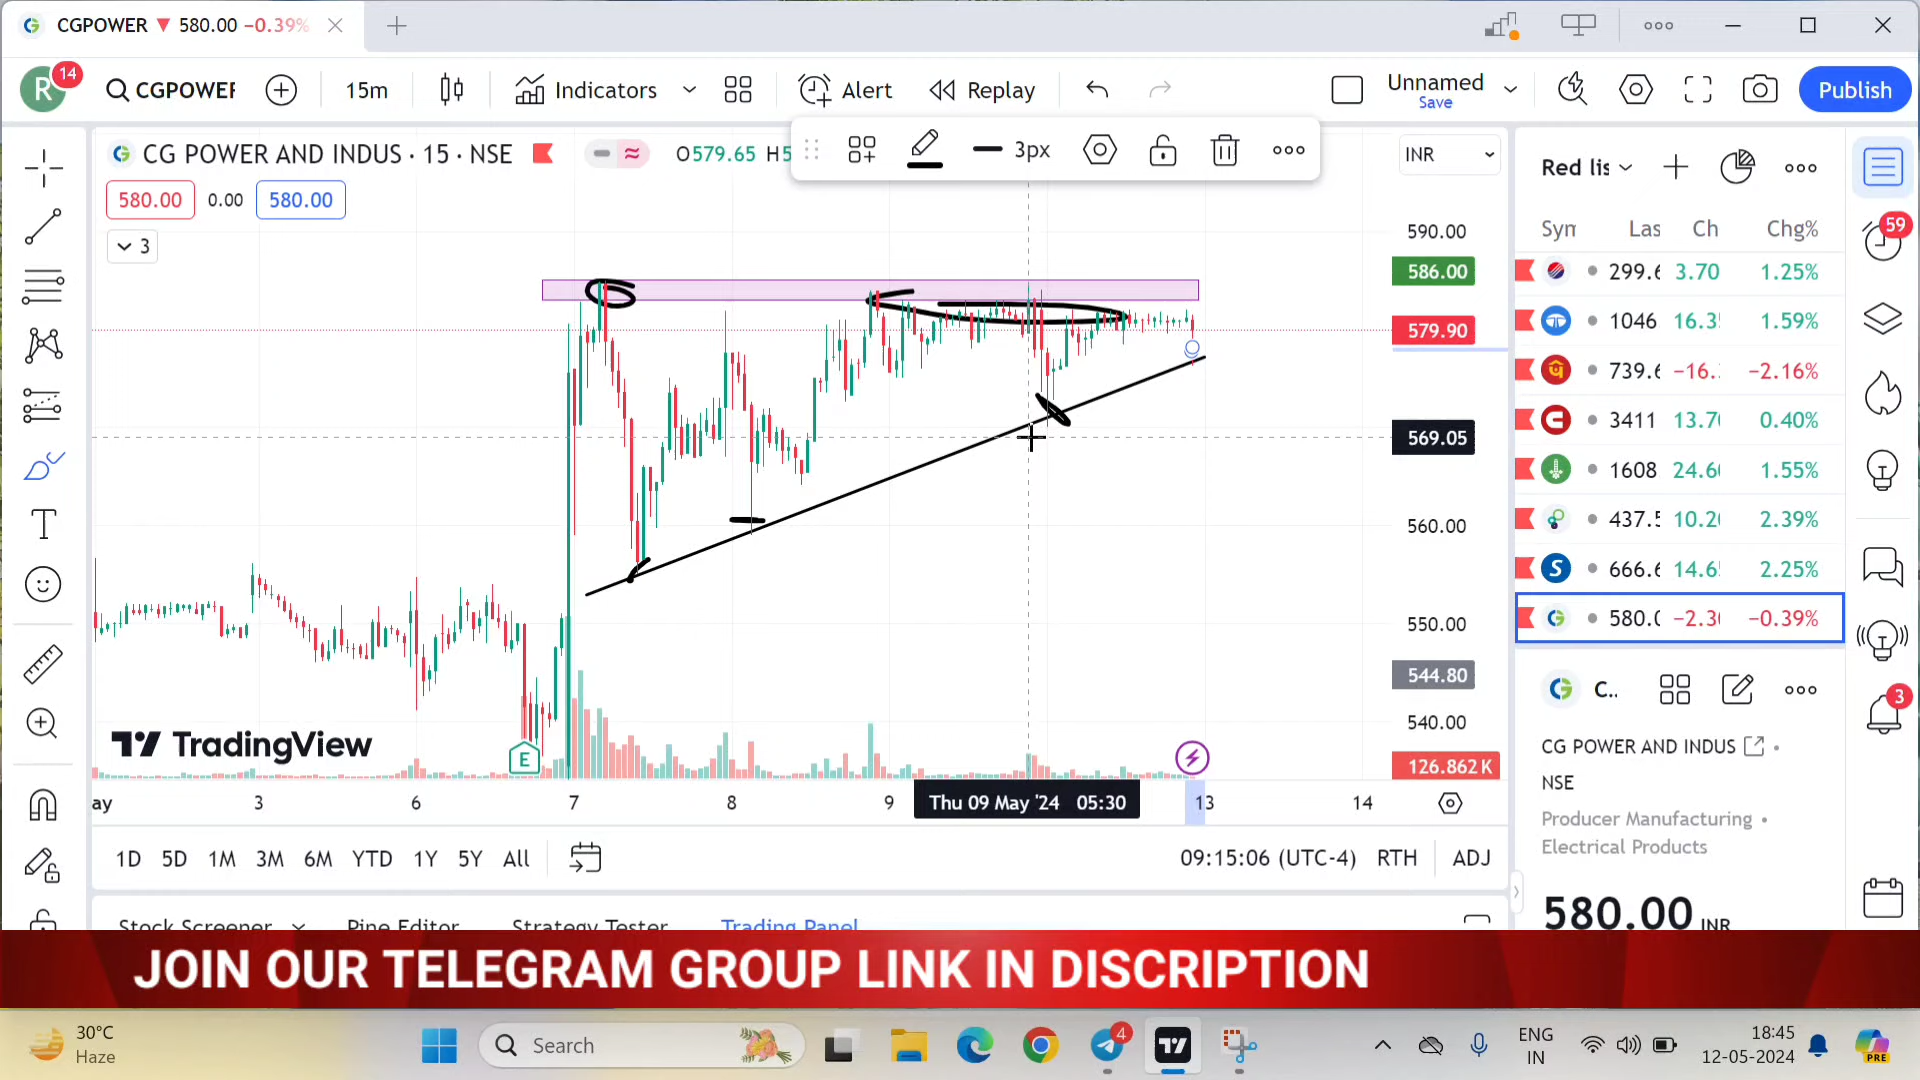 CGPOWER ▼ 580.00 −0.39%
R 14 CGPOWER 15m Indicators Alert Replay Unnamed Save Publish
CG POWER AND INDUS · 15 · NSE O579.65 H5 3px INR
580.00 0.00 580.00
3
590.00
586.00
579.90
569.05
560.00
550.00
544.80
540.00
126.862 K
E
TradingView
ay 3 6 7 8 9 Thu 09 May '24 05:30 13 14
1D 5D 1M 3M 6M YTD 1Y 5Y All 09:15:06 (UTC-4) RTH ADJ
Stock Screener Pine Editor Strategy Tester Trading Panel
Red lis
Sym Las Ch Chg%
299.6 3.70 1.25%
1046 16.3 1.59%
739.6 −16. −2.16%
3411 13.70 0.40%
1608 24.60 1.55%
437.5 10.20 2.39%
666.6 14.6 2.25%
580.0 −2.30 −0.39%
C..
CG POWER AND INDUS •
NSE
Producer Manufacturing •
Electrical Products
580.00 INR
59
3
JOIN OUR TELEGRAM GROUP LINK IN DISCRIPTION
30°C
Haze
Search
4
PRE
ENG
IN
18:45
12-05-2024